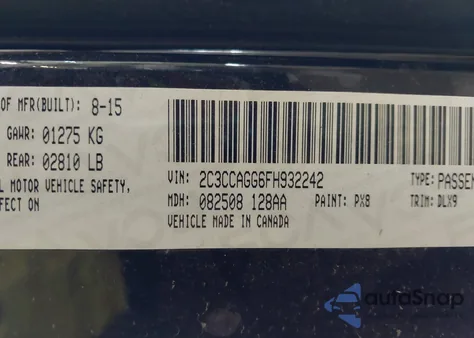 OF MFR(BUILT): 8-15
GAWR: 01275 KG
REAR: 02810 LB
L MOTOR VEHICLE SAFETY,
FECT ON
VIN: 2C3CCAGG6FH932242
TYPE: PASSEN
MDH: 082508 128AA
PAINT: PX8
TRIM: DLX9
VEHICLE MADE IN CANADA
autoSnap